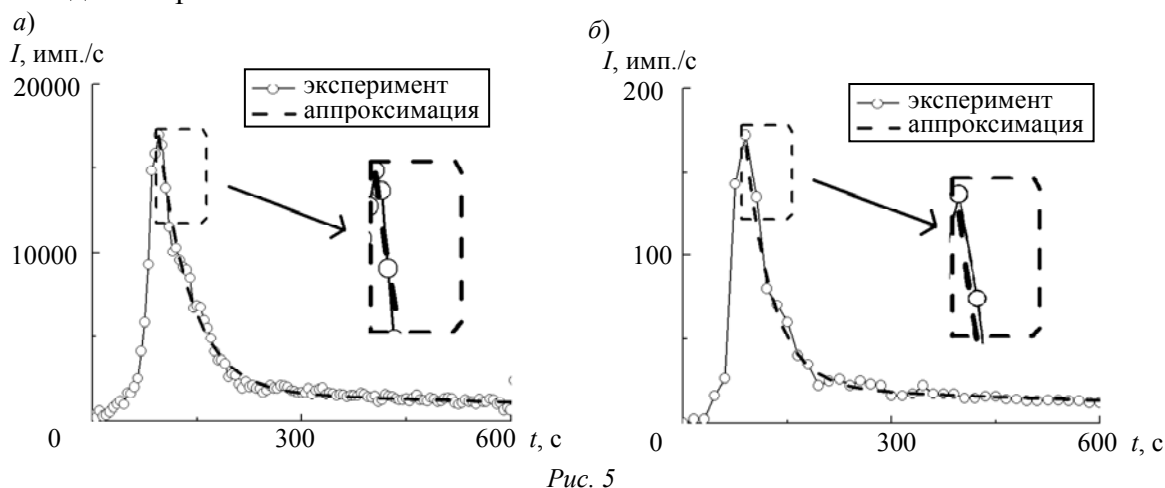 а)
I, имп./с
20000
эксперимент
аппроксимация
10000
0
300
600
t, с
б)
I, имп./с
200
эксперимент
аппроксимация
100
0
300
600
t, с
Рис. 5